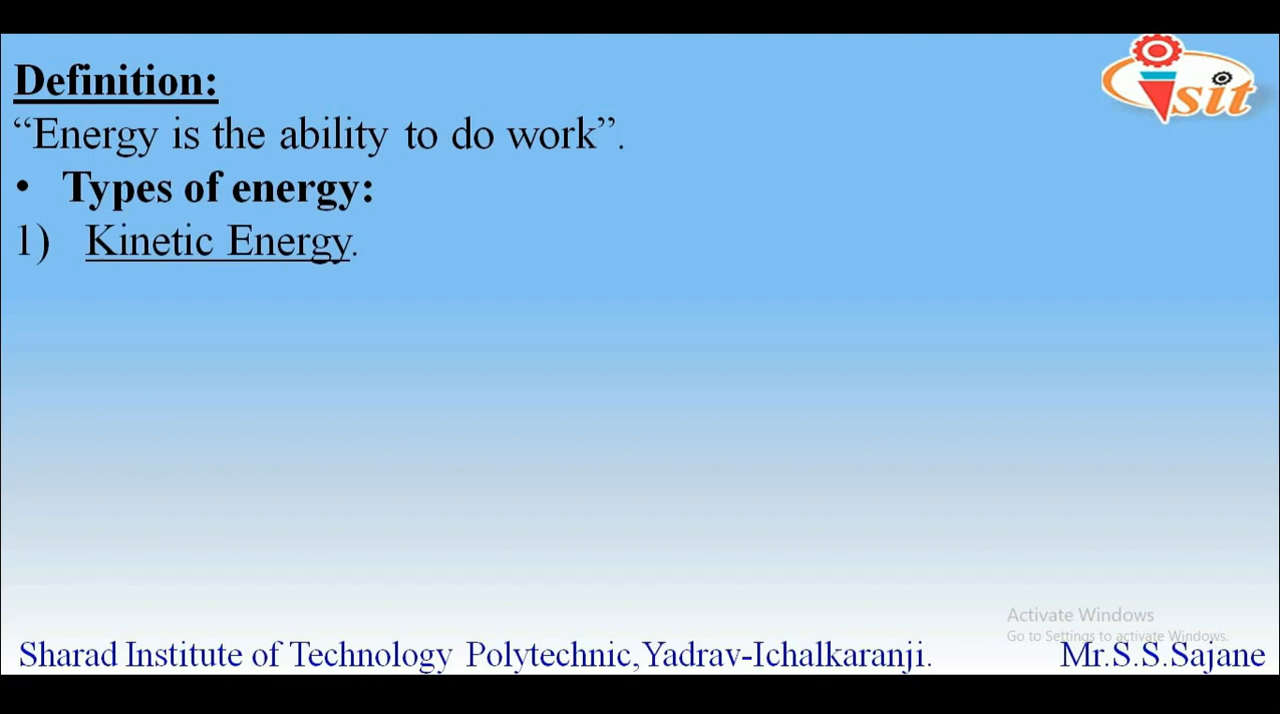 Definition:
“Energy is the ability to do work”.
• Types of energy:
1) Kinetic Energy.
sit
Activate Windows
Go to Settings to activate Windows.
Sharad Institute of Technology Polytechnic,Yadrav-Ichalkaranji. Mr.S.S.Sajane